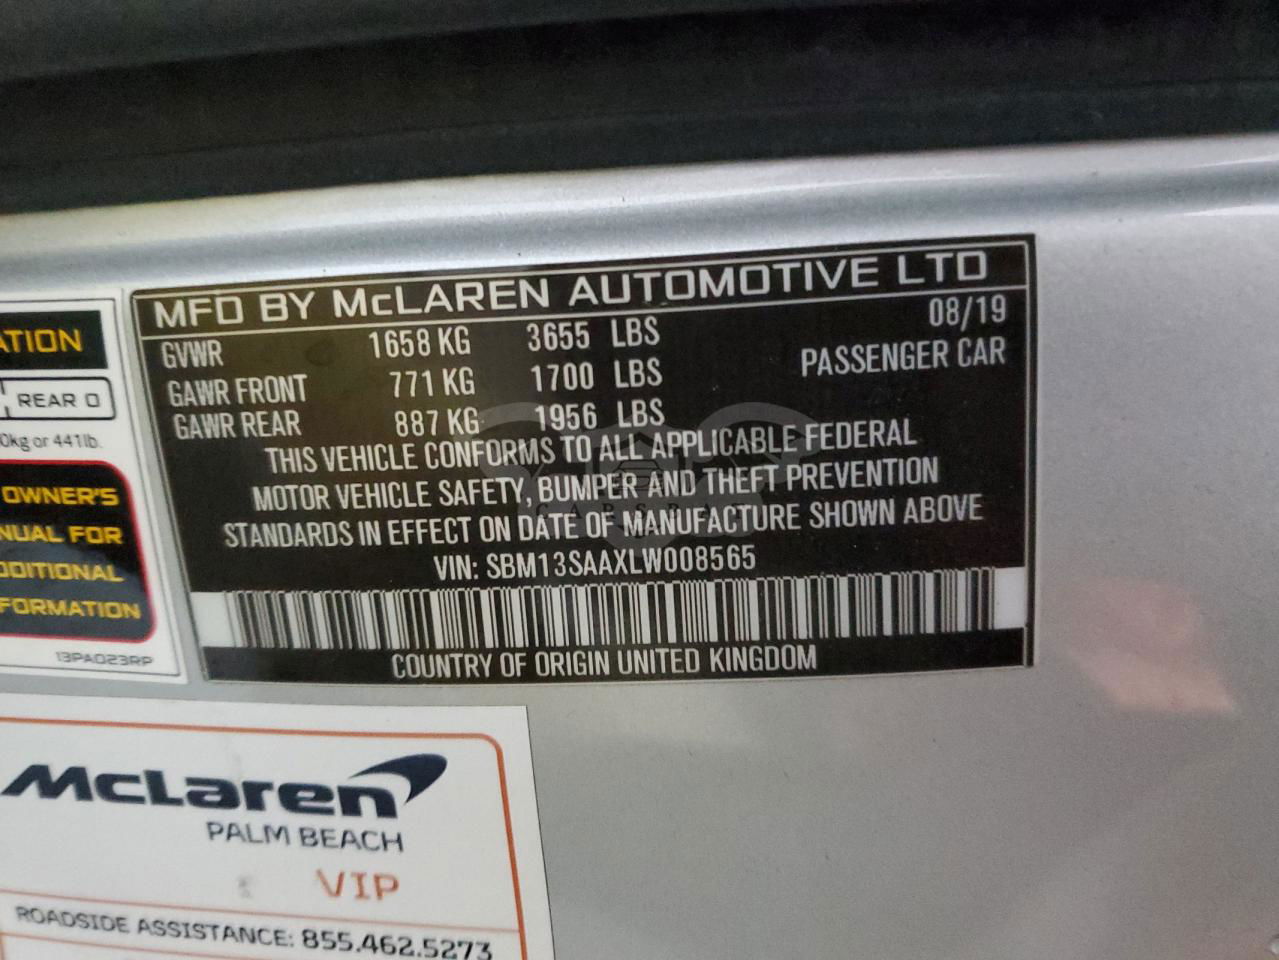 MFD BY McLAREN AUTOMOTIVE LTD
08/19
GVWR 1658 KG 3655 LBS
PASSENGER CAR
GAWR FRONT 771 KG 1700 LBS
GAWR REAR 887 KG 1956 LBS
THIS VEHICLE CONFORMS TO ALL APPLICABLE FEDERAL
MOTOR VEHICLE SAFETY, BUMPER AND THEFT PREVENTION
STANDARDS IN EFFECT ON DATE OF MANUFACTURE SHOWN ABOVE
VIN: SBM13SAAXLW008565
COUNTRY OF ORIGIN UNITED KINGDOM
ATION
REAR 0
0kg or 441lb.
OWNER'S
NUAL FOR
DDITIONAL
FORMATION
13PA023RP
McLaren
PALM BEACH
VIP
ROADSIDE ASSISTANCE: 855.462.5273